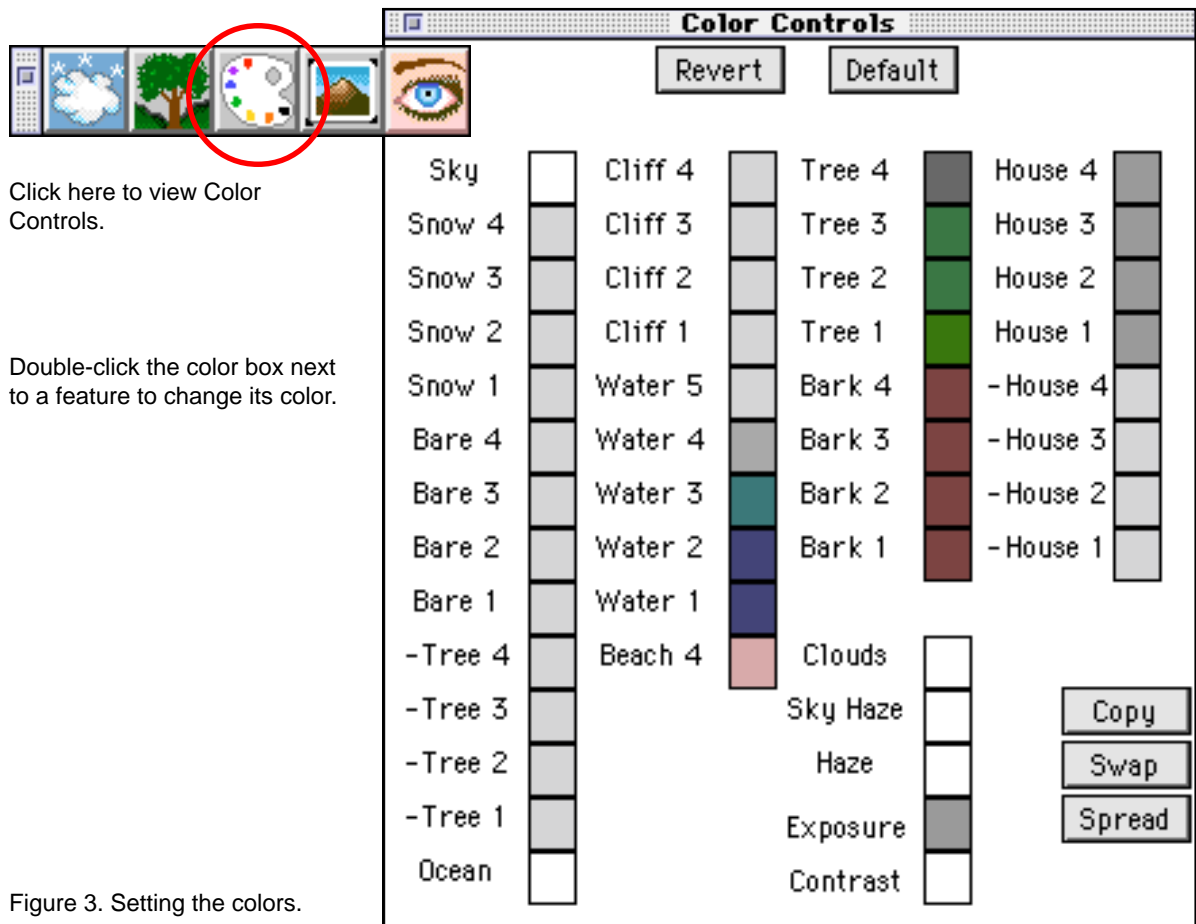 Color Controls
Revert Default
Click here to view Color
Controls.
Double-click the color box next
to a feature to change its color.
Sky Cliff 4 Tree 4 House 4
Snow 4 Cliff 3 Tree 3 House 3
Snow 3 Cliff 2 Tree 2 House 2
Snow 2 Cliff 1 Tree 1 House 1
Snow 1 Water 5 Bark 4 -House 4
Bare 4 Water 4 Bark 3 -House 3
Bare 3 Water 3 Bark 2 -House 2
Bare 2 Water 2 Bark 1 -House 1
Bare 1 Water 1
-Tree 4 Beach 4 Clouds
-Tree 3 Sky Haze Copy
-Tree 2 Haze Swap
-Tree 1 Exposure Spread
Ocean Contrast
Figure 3. Setting the colors.